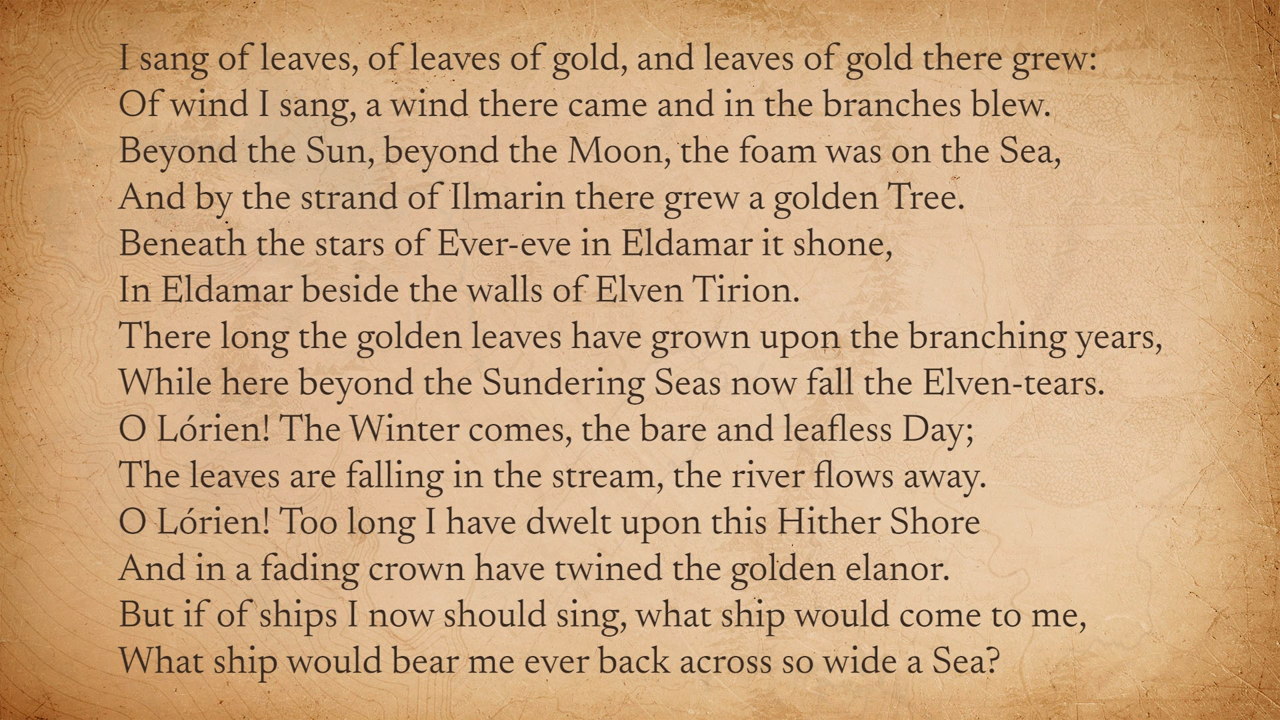 I sang of leaves, of leaves of gold, and leaves of gold there grew:
Of wind I sang, a wind there came and in the branches blew.
Beyond the Sun, beyond the Moon, the foam was on the Sea,
And by the strand of Ilmarin there grew a golden Tree.
Beneath the stars of Ever-eve in Eldamar it shone,
In Eldamar beside the walls of Elven Tirion.
There long the golden leaves have grown upon the branching years,
While here beyond the Sundering Seas now fall the Elven-tears.
O Lórien! The Winter comes, the bare and leafless Day;
The leaves are falling in the stream, the river flows away.
O Lórien! Too long I have dwelt upon this Hither Shore
And in a fading crown have twined the golden elanor.
But if of ships I now should sing, what ship would come to me,
What ship would bear me ever back across so wide a Sea?